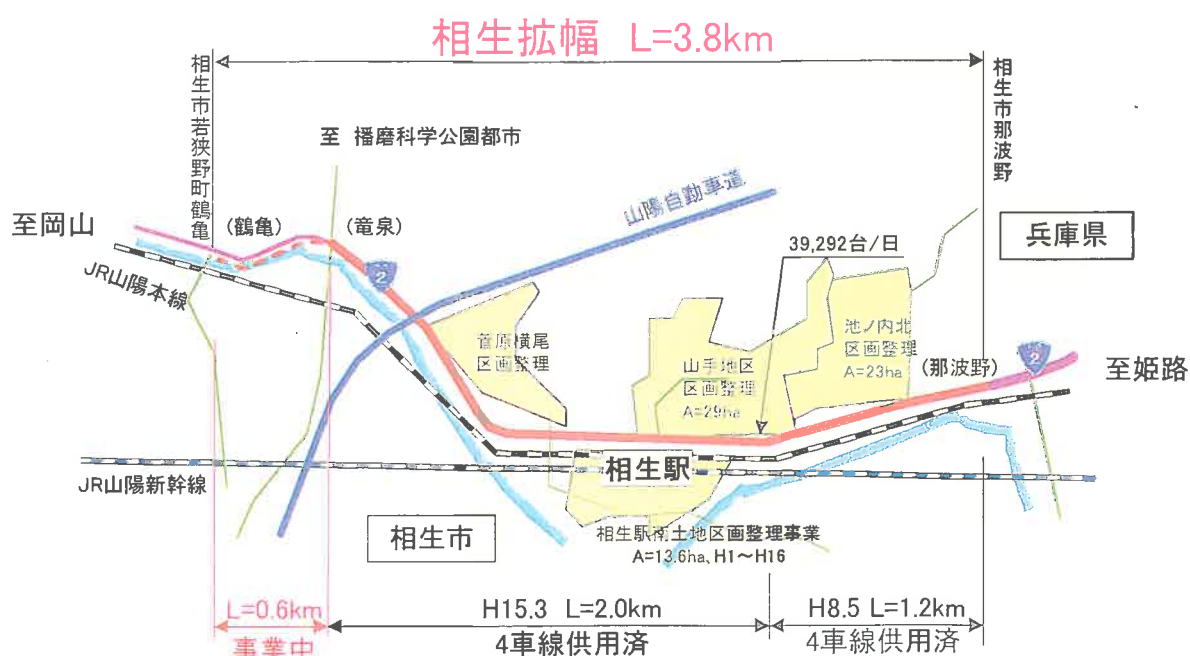 相生拡幅 L=3.8km
相生市若狭野町鶴亀
相生市那波野
至 播磨科学公園都市
山陽自動車道
至岡山
(鶴亀)
(竜泉)
兵庫県
39,292台/日
2
JR山陽本線
菅原横尾
区画整理
山手地区
区画整理
A=29ha
池ノ内北
区画整理
A=23ha
(那波野)
2
至姫路
相生駅
JR山陽新幹線
相生市
相生駅南土地区画整理事業
A=13.6ha、H1~H16
L=0.6km
事業中
H15.3 L=2.0km
4車線供用済
H8.5 L=1.2km
4車線供用済